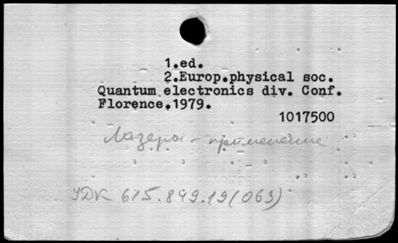 1.ed.
2.Europ.physical soc.
Quantum electronics div. Conf.
Florence.1979.
1017500
Лазеры - применение
УДК 615.849.19(063)